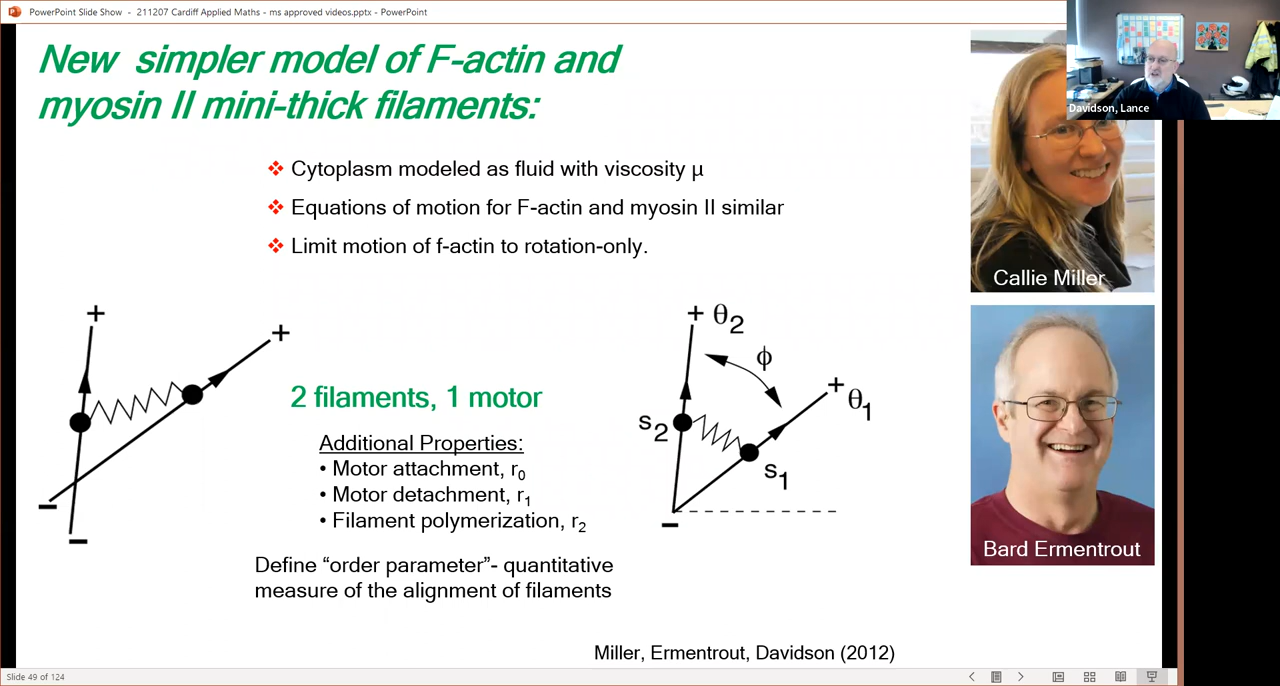 PowerPoint Slide Show - 211207 Cardiff Applied Maths - ms approved videos.pptx - PowerPoint
Davidson, Lance
New simpler model of F-actin and
myosin II mini-thick filaments:
❖ Cytoplasm modeled as fluid with viscosity μ
❖ Equations of motion for F-actin and myosin II similar
❖ Limit motion of f-actin to rotation-only.
Callie Miller
+
+
−
−
2 filaments, 1 motor
Additional Properties:
• Motor attachment, r0
• Motor detachment, r1
• Filament polymerization, r2
Define “order parameter”- quantitative
measure of the alignment of filaments
+ θ2
ϕ
+ θ1
s2
s1
−
Bard Ermentrout
Miller, Ermentrout, Davidson (2012)
Slide 49 of 124